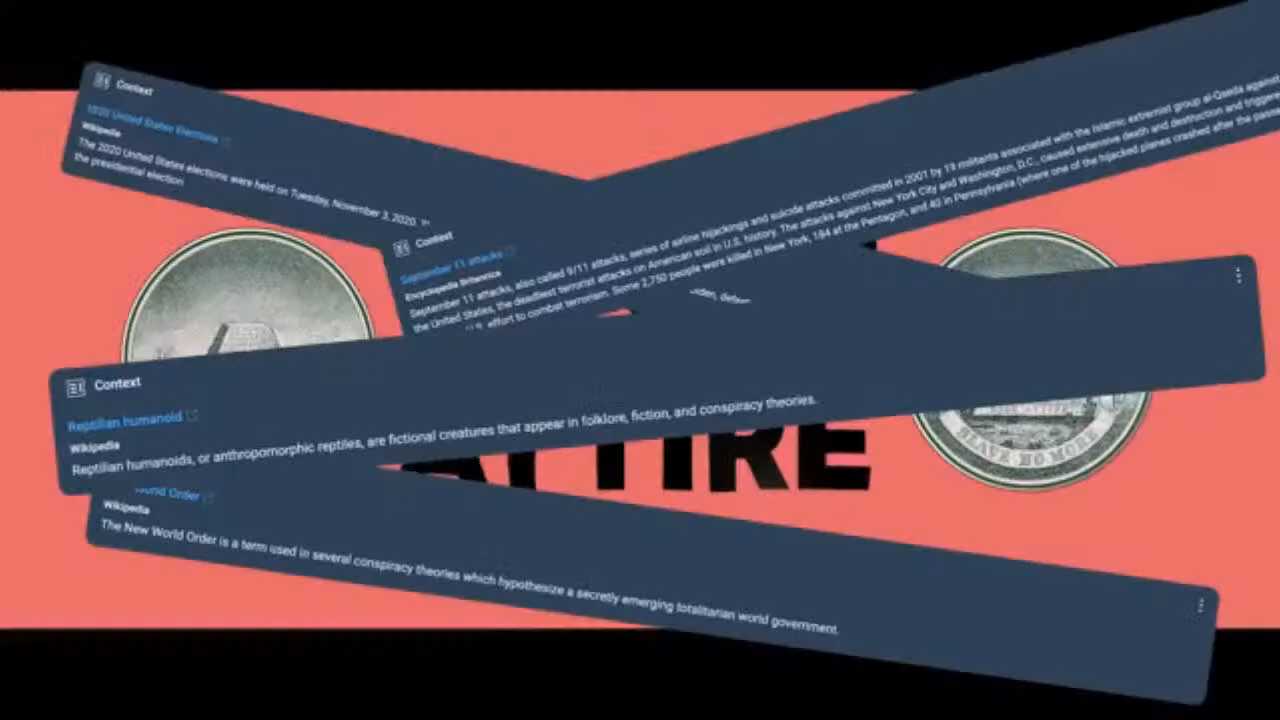 Context
2020 United States Elections
Wikipedia
The 2020 United States elections were held on Tuesday, November 3, 2020.
the presidential election
Context
September 11 attacks
Encyclopedia Britannica
September 11 attacks, also called 9/11 attacks, series of airline hijackings and suicide attacks committed in 2001 by 19 militants associated with the Islamic extremist group al-Qaeda against
the United States, the deadliest terrorist attacks on American soil in U.S. history. The attacks against New York City and Washington, D.C., caused extensive death and destruction and triggere
U.S. effort to combat terrorism. Some 2,750 people were killed in New York, 184 at the Pentagon, and 40 in Pennsylvania (where one of the hijacked planes crashed after the passe
Context
Reptilian humanoid
Wikipedia
Reptilian humanoids, or anthropomorphic reptiles, are fictional creatures that appear in folklore, fiction, and conspiracy theories.
TIRE
SLAVE NO MORE
World Order
Wikipedia
The New World Order is a term used in several conspiracy theories which hypothesize a secretly emerging totalitarian world government.